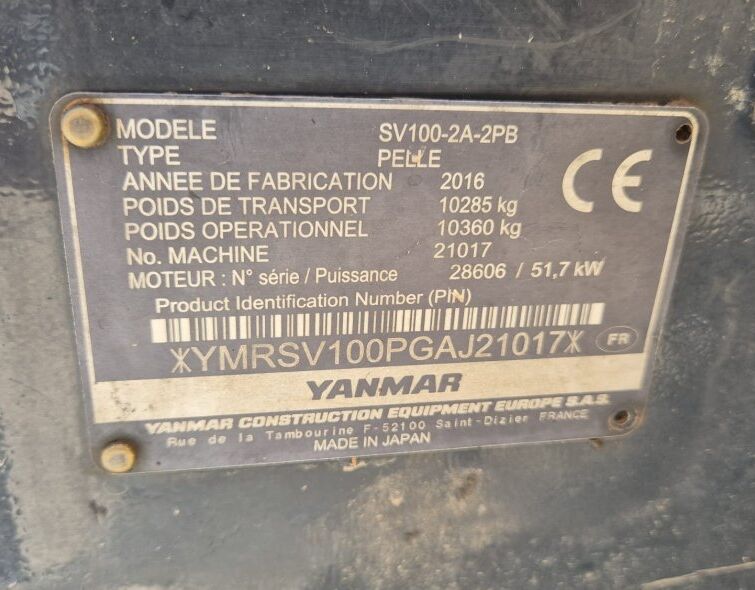 MODELE SV100-2A-2PB
TYPE PELLE
ANNEE DE FABRICATION 2016
POIDS DE TRANSPORT 10285 kg
POIDS OPERATIONNEL 10360 kg
No. MACHINE 21017
MOTEUR : N° série / Puissance 28606 / 51,7 kW
CE
Product Identification Number (PIN)
*YMRSV100PGAJ21017*
FR
YANMAR
YANMAR CONSTRUCTION EQUIPMENT EUROPE S.A.S.
Rue de la Tambourine F-52100 Saint-Dizier FRANCE
MADE IN JAPAN